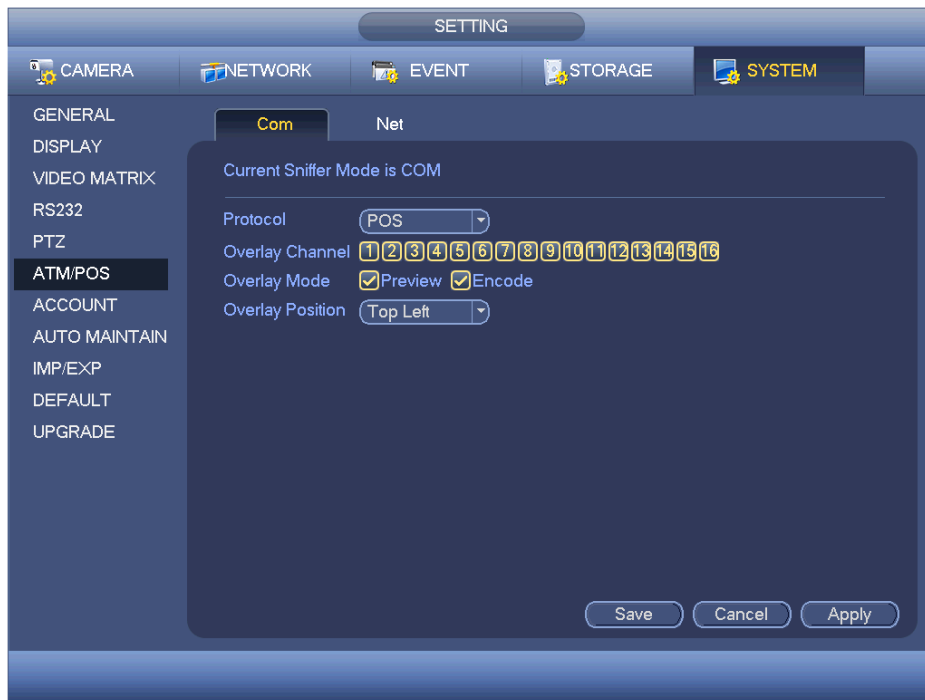 SETTING
CAMERA NETWORK EVENT STORAGE SYSTEM
GENERAL
DISPLAY
VIDEO MATRIX
RS232
PTZ
ATM/POS
ACCOUNT
AUTO MAINTAIN
IMP/EXP
DEFAULT
UPGRADE
Com Net
Current Sniffer Mode is COM
Protocol POS
Overlay Channel 1 2 3 4 5 6 7 8 9 10 11 12 13 14 15 16
Overlay Mode Preview Encode
Overlay Position Top Left
Save Cancel Apply